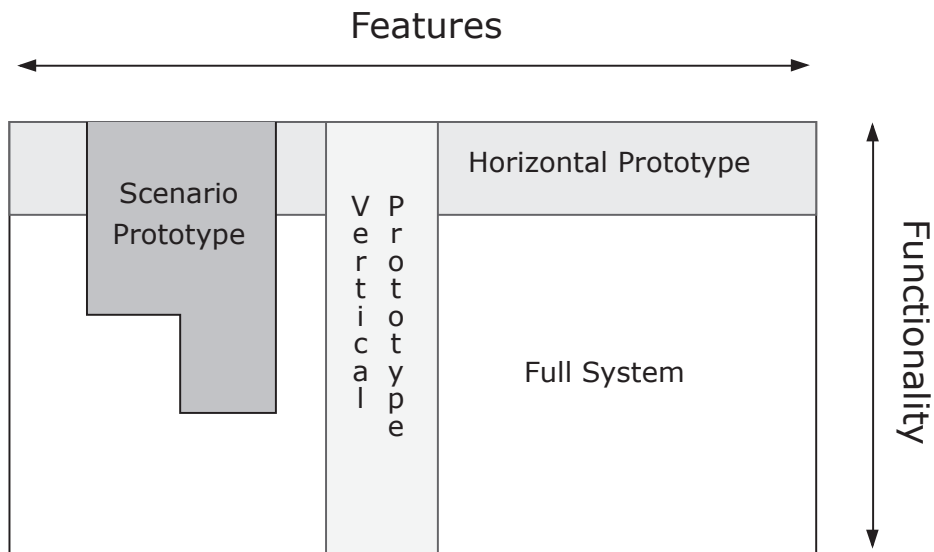 Features
Horizontal Prototype
Scenario
Prototype
Vertical
Prototype
Full System
Functionality